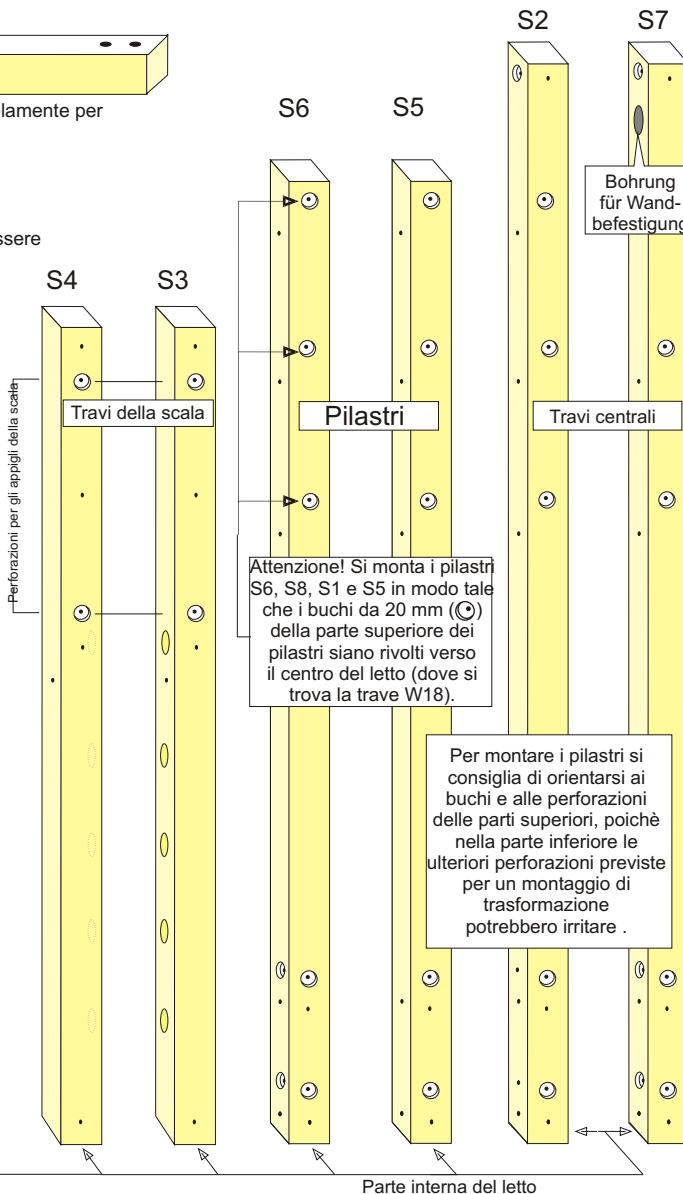 S2
S7
olamente per
S6
S5
Bohrung
für Wand-
befestigung
ssere
S4
S3
Perforazioni per gli appigli della scala
Travi della scala
Pilastri
Travi centrali
Attenzione! Si monta i pilastri
S6, S8, S1 e S5 in modo tale
che i buchi da 20 mm ( )
della parte superiore dei
pilastri siano rivolti verso
il centro del letto (dove si
trova la trave W18).
Per montare i pilastri si
consiglia di orientarsi ai
buchi e alle perforazioni
delle parti superiori, poichè
nella parte inferiore le
ulteriori perforazioni previste
per un montaggio di
trasformazione
potrebbero irritare .
Parte interna del letto